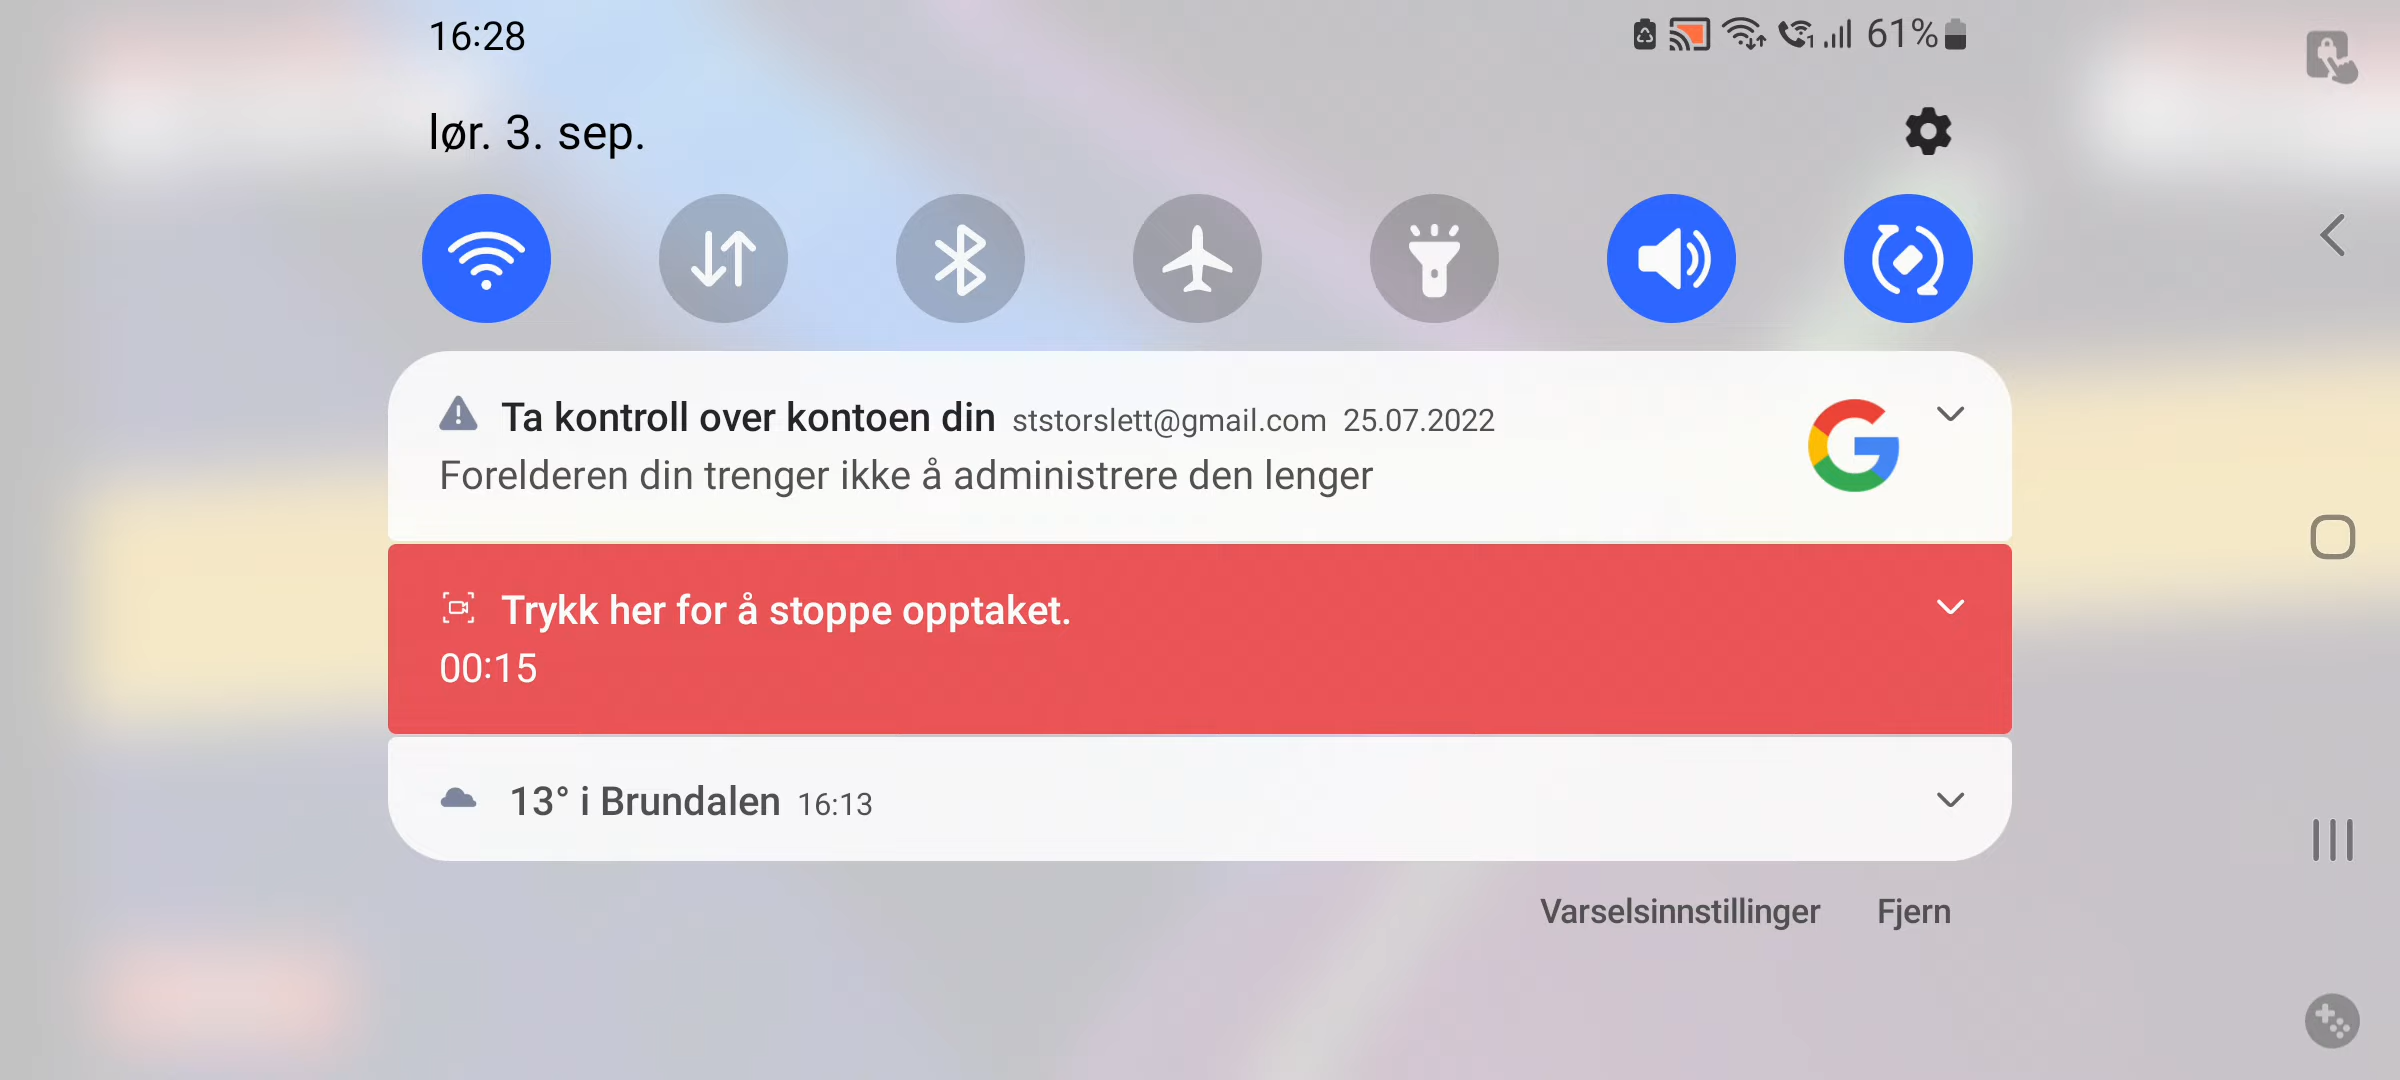 16:28
61%
lør. 3. sep.
Ta kontroll over kontoen din ststorslett@gmail.com 25.07.2022
Forelderen din trenger ikke å administrere den lenger
Trykk her for å stoppe opptaket.
00:15
13° i Brundalen 16:13
Varselsinnstillinger Fjern